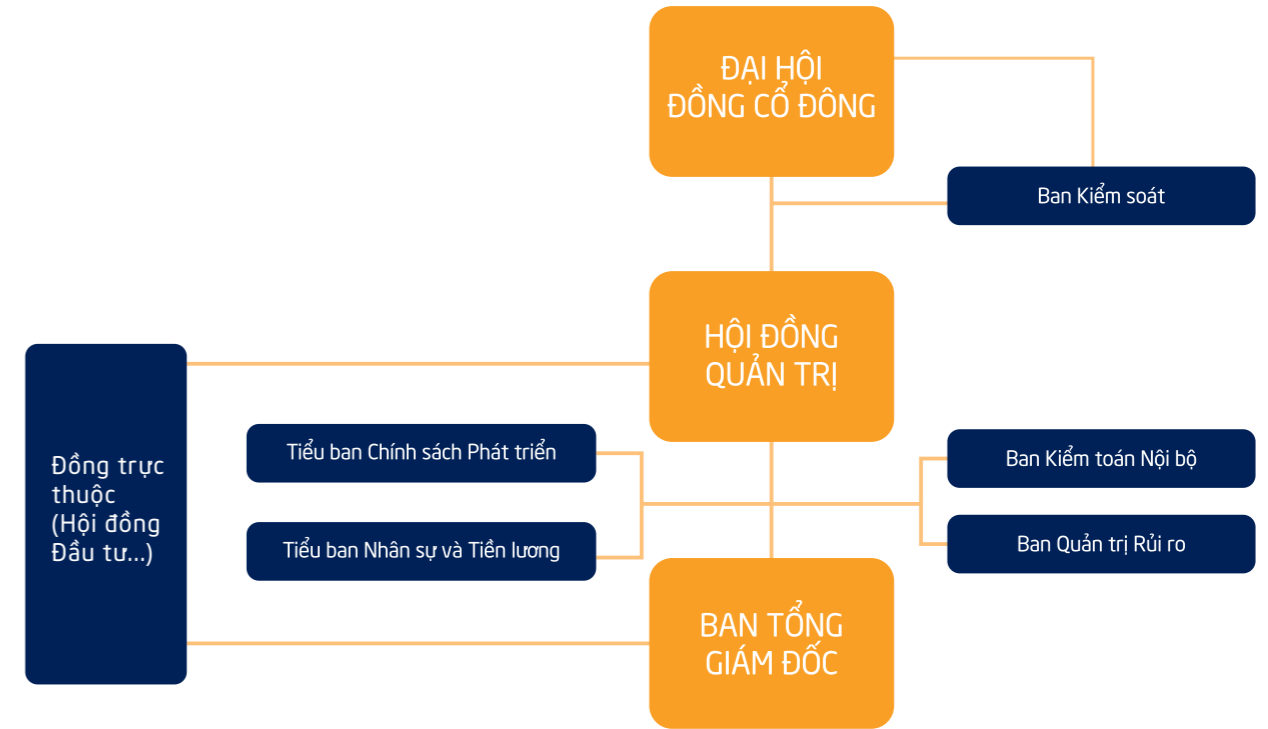 ĐẠI HỘI
ĐỒNG CỔ ĐÔNG
Ban Kiểm soát
HỘI ĐỒNG
QUẢN TRỊ
Đồng trực
thuộc
(Hội đồng
Đầu tư...)
Tiểu ban Chính sách Phát triển
Ban Kiểm toán Nội bộ
Tiểu ban Nhân sự và Tiền lương
Ban Quản trị Rủi ro
BAN TỔNG
GIÁM ĐỐC